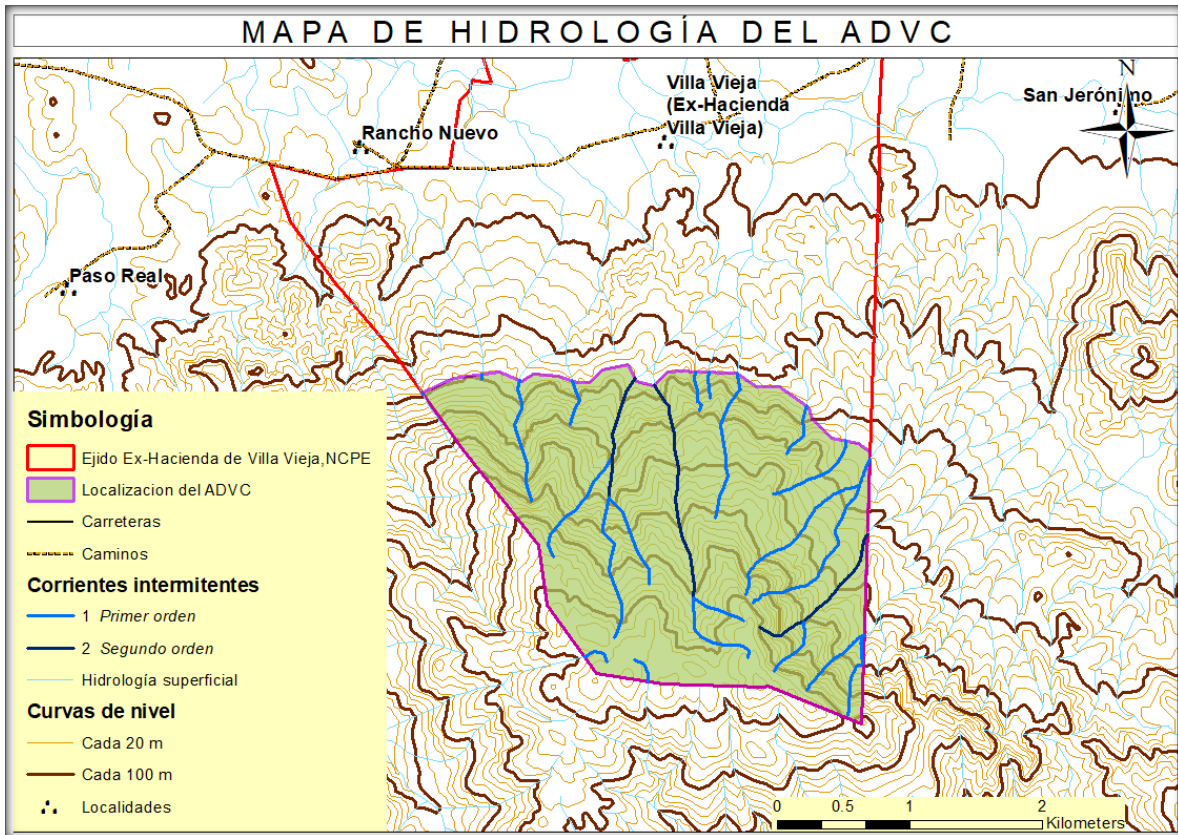 MAPA DE HIDROLOGÍA DEL ADVC
N
Villa Vieja
(Ex-Hacienda
Villa Vieja)
San Jerónimo
Rancho Nuevo
Paso Real
Simbología
Ejido Ex-Hacienda de Villa Vieja,NCPE
Localizacion del ADVC
Carreteras
Caminos
Corrientes intermitentes
1 Primer orden
2 Segundo orden
Hidrología superficial
Curvas de nivel
Cada 20 m
Cada 100 m
Localidades
0 0.5 1 2
Kilometers